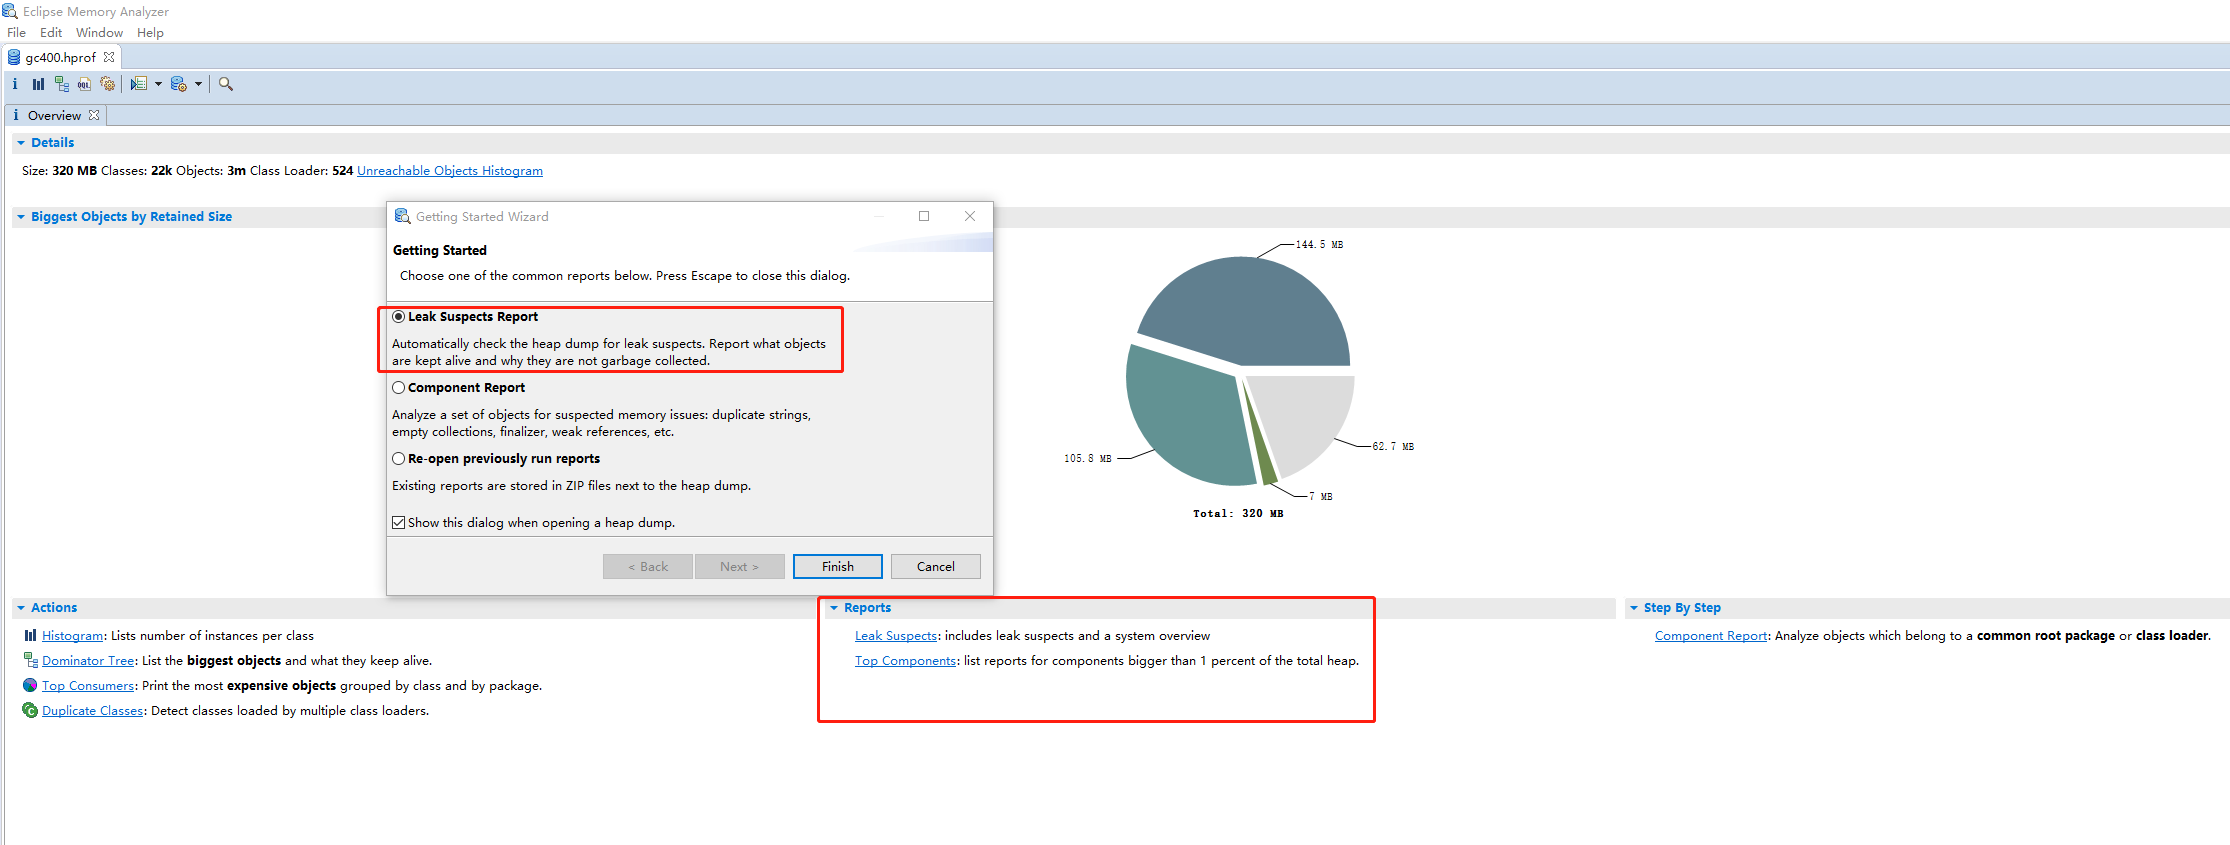 Eclipse Memory Analyzer
File Edit Window Help
gc400.hprof
i OQL
i Overview
Details
Size: 320 MB Classes: 22k Objects: 3m Class Loader: 524 Unreachable Objects Histogram
Biggest Objects by Retained Size
Getting Started Wizard
Getting Started
Choose one of the common reports below. Press Escape to close this dialog.
Leak Suspects Report
Automatically check the heap dump for leak suspects. Report what objects
are kept alive and why they are not garbage collected.
Component Report
Analyze a set of objects for suspected memory issues: duplicate strings,
empty collections, finalizer, weak references, etc.
Re-open previously run reports
Existing reports are stored in ZIP files next to the heap dump.
Show this dialog when opening a heap dump.
< Back Next > Finish Cancel
144.5 MB
105.8 MB
62.7 MB
7 MB
Total: 320 MB
Actions
Histogram: Lists number of instances per class
Dominator Tree: List the biggest objects and what they keep alive.
Top Consumers: Print the most expensive objects grouped by class and by package.
Duplicate Classes: Detect classes loaded by multiple class loaders.
Reports
Leak Suspects: includes leak suspects and a system overview
Top Components: list reports for components bigger than 1 percent of the total heap.
Step By Step
Component Report: Analyze objects which belong to a common root package or class loader.